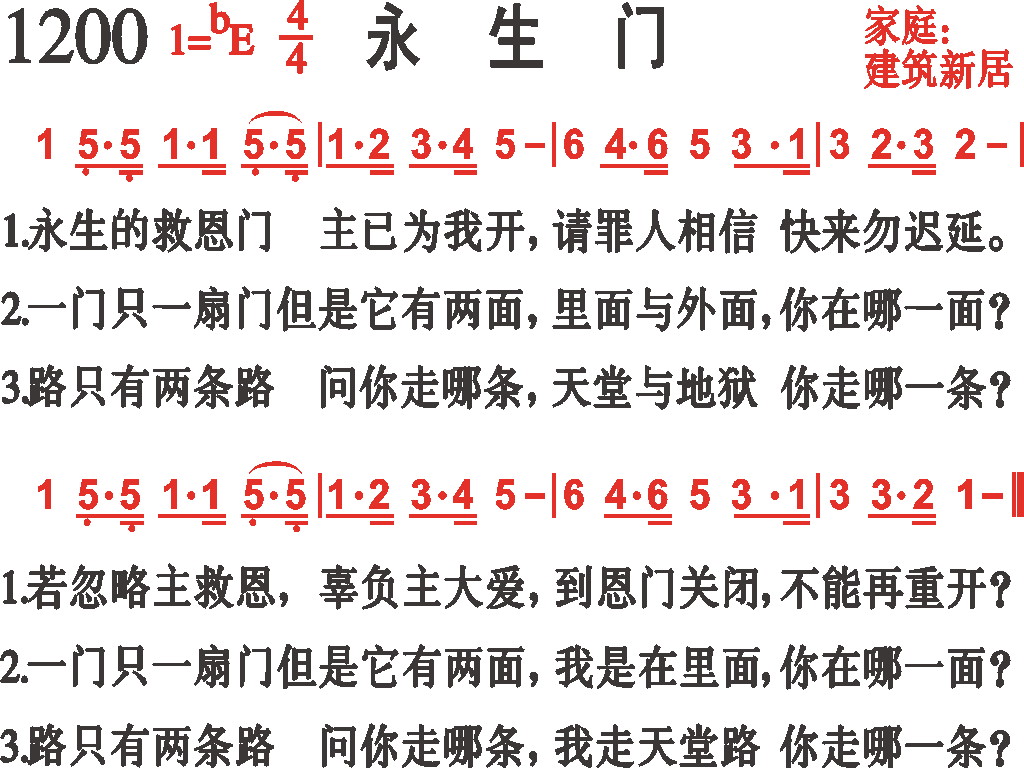 1200 1=bE 4/4 永 生 门 家庭:
建筑新居
1 5·5 1·1 5·5|1·2 3·4 5-|6 4·6 5 3·1|3 2·3 2-|
1.永生的救恩门 主已为我开,请罪人相信 快来勿迟延。
2.一门只一扇门但是它有两面,里面与外面,你在哪一面?
3.路只有两条路 问你走哪条,天堂与地狱 你走哪一条?
1 5·5 1·1 5·5|1·2 3·4 5-|6 4·6 5 3·1|3 3·2 1-‖
1.若忽略主救恩,辜负主大爱,到恩门关闭,不能再重开?
2.一门只一扇门但是它有两面,我是在里面,你在哪一面?
3.路只有两条路 问你走哪条,我走天堂路 你走哪一条?